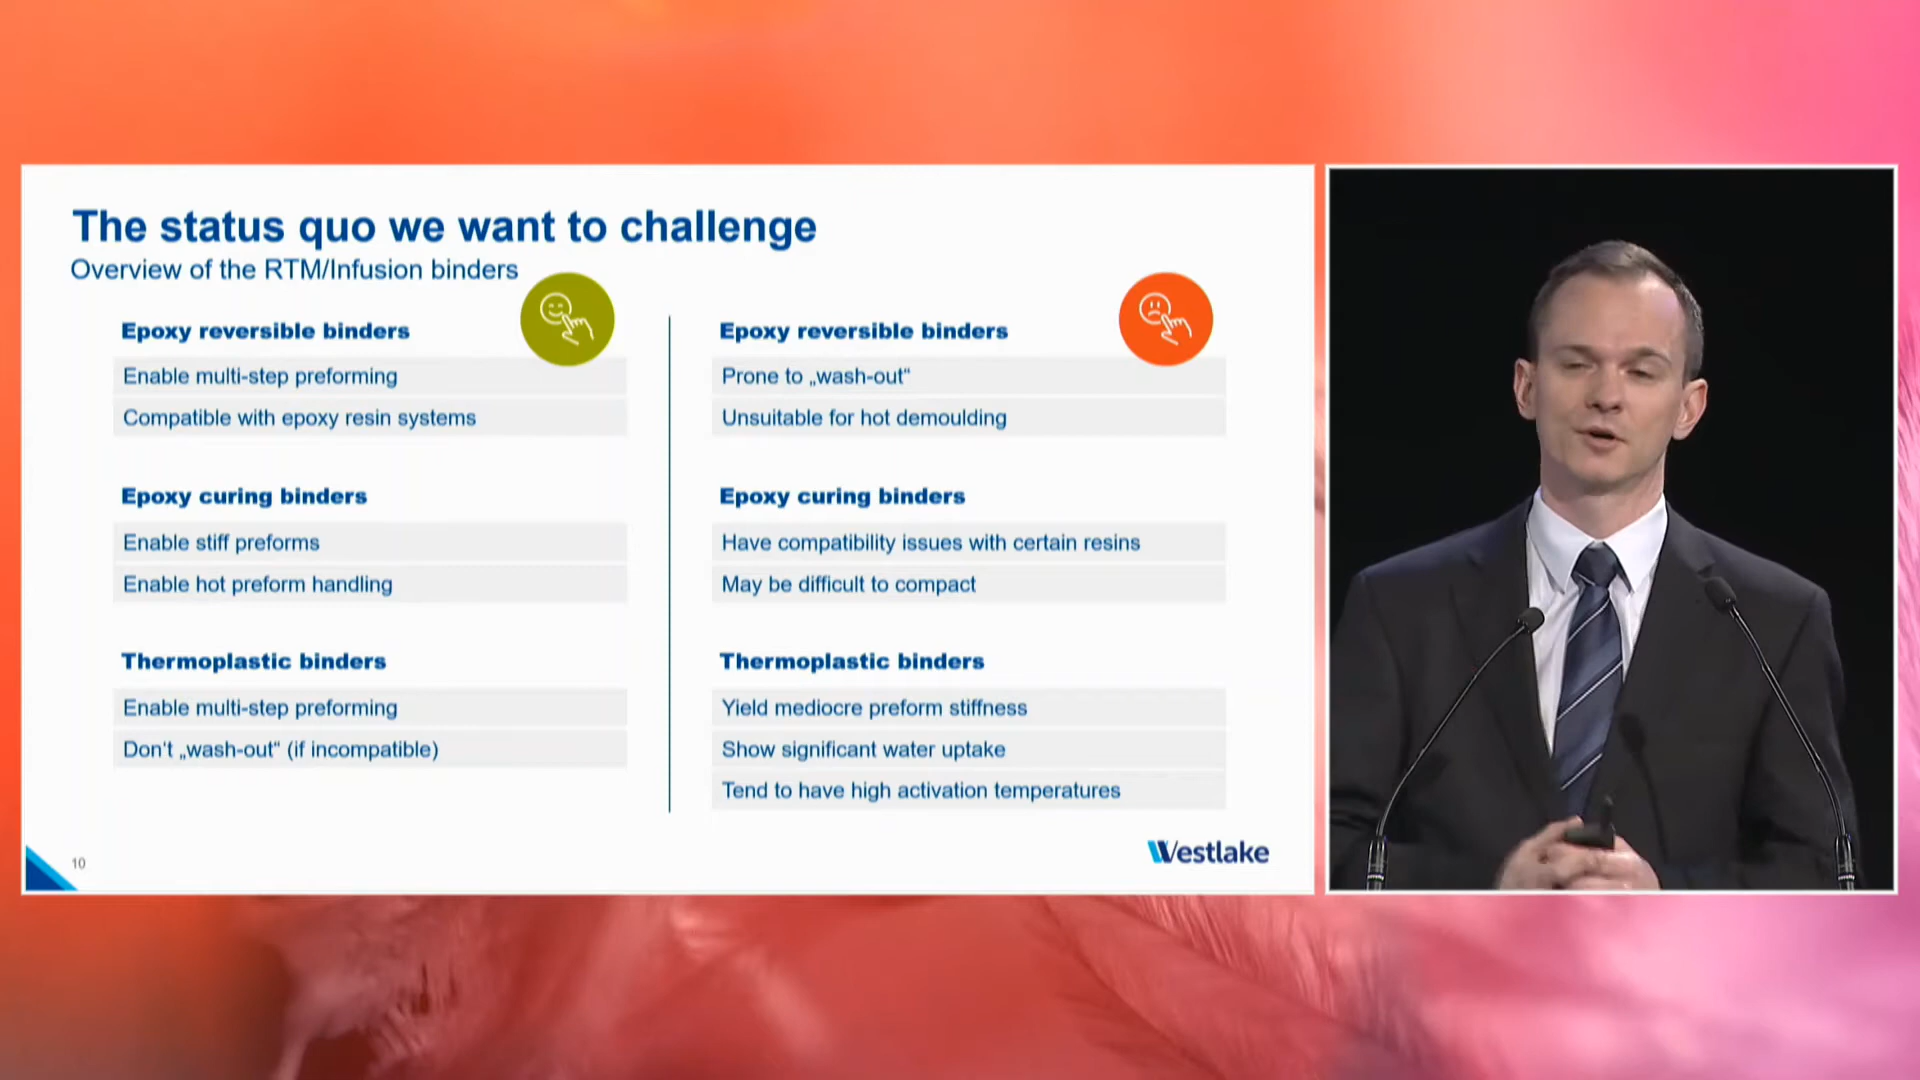 The status quo we want to challenge
Overview of the RTM/Infusion binders
Epoxy reversible binders
Enable multi-step preforming
Compatible with epoxy resin systems
Epoxy curing binders
Enable stiff preforms
Enable hot preform handling
Thermoplastic binders
Enable multi-step preforming
Don't „wash-out“ (if incompatible)
Epoxy reversible binders
Prone to „wash-out“
Unsuitable for hot demoulding
Epoxy curing binders
Have compatibility issues with certain resins
May be difficult to compact
Thermoplastic binders
Yield mediocre preform stiffness
Show significant water uptake
Tend to have high activation temperatures
10
Westlake